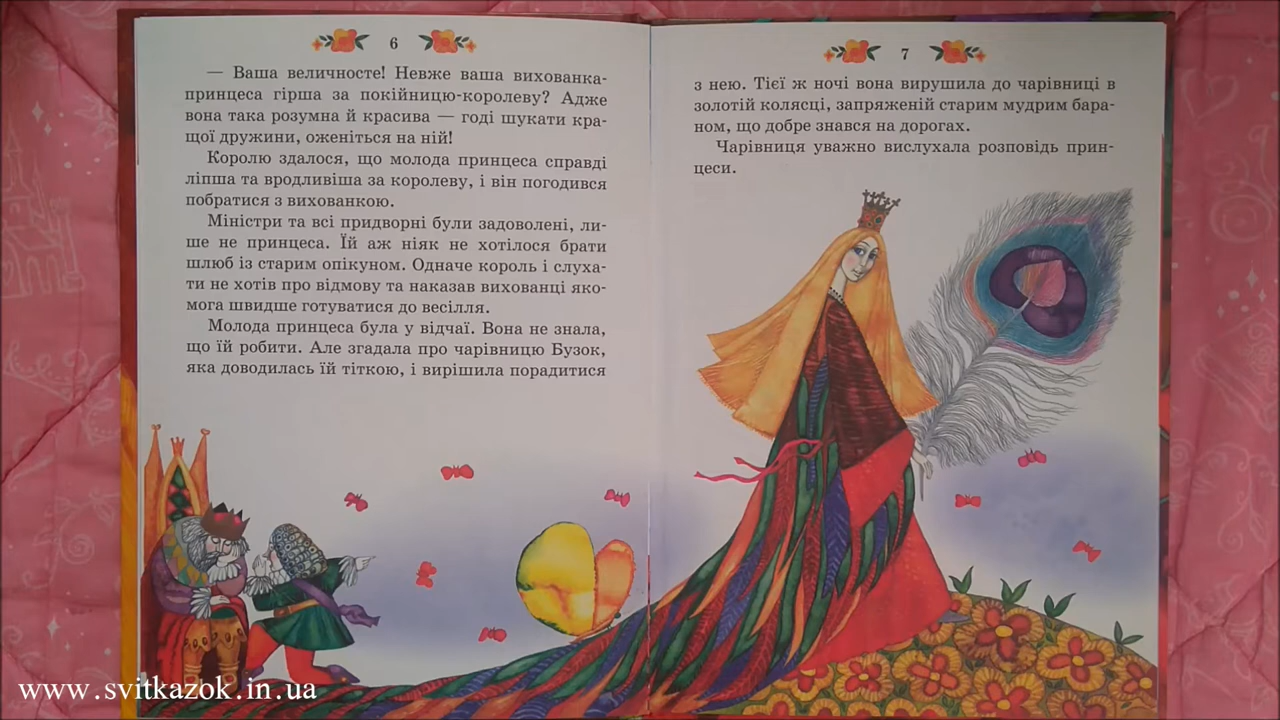 6
— Ваша величносте! Невже ваша вихованка-
принцеса гірша за покійницю-королеву? Адже
вона така розумна й красива — годі шукати кра-
щої дружини, оженіться на ній!
Королю здалося, що молода принцеса справді
ліпша та вродливіша за королеву, і він погодився
побратися з вихованкою.
Міністри та всі придворні були задоволені, ли-
ше не принцеса. Їй аж ніяк не хотілося брати
шлюб із старим опікуном. Одначе король і слуха-
ти не хотів про відмову та наказав вихованці яко-
мога швидше готуватися до весілля.
Молода принцеса була у відчаї. Вона не знала,
що їй робити. Але згадала про чарівницю Бузок,
яка доводилась їй тіткою, і вирішила порадитися
7
з нею. Тієї ж ночі вона вирушила до чарівниці в
золотій колясці, запряженій старим мудрим бара-
ном, що добре знався на дорогах.
Чарівниця уважно вислухала розповідь прин-
цеси.
www.svitkazok.in.ua